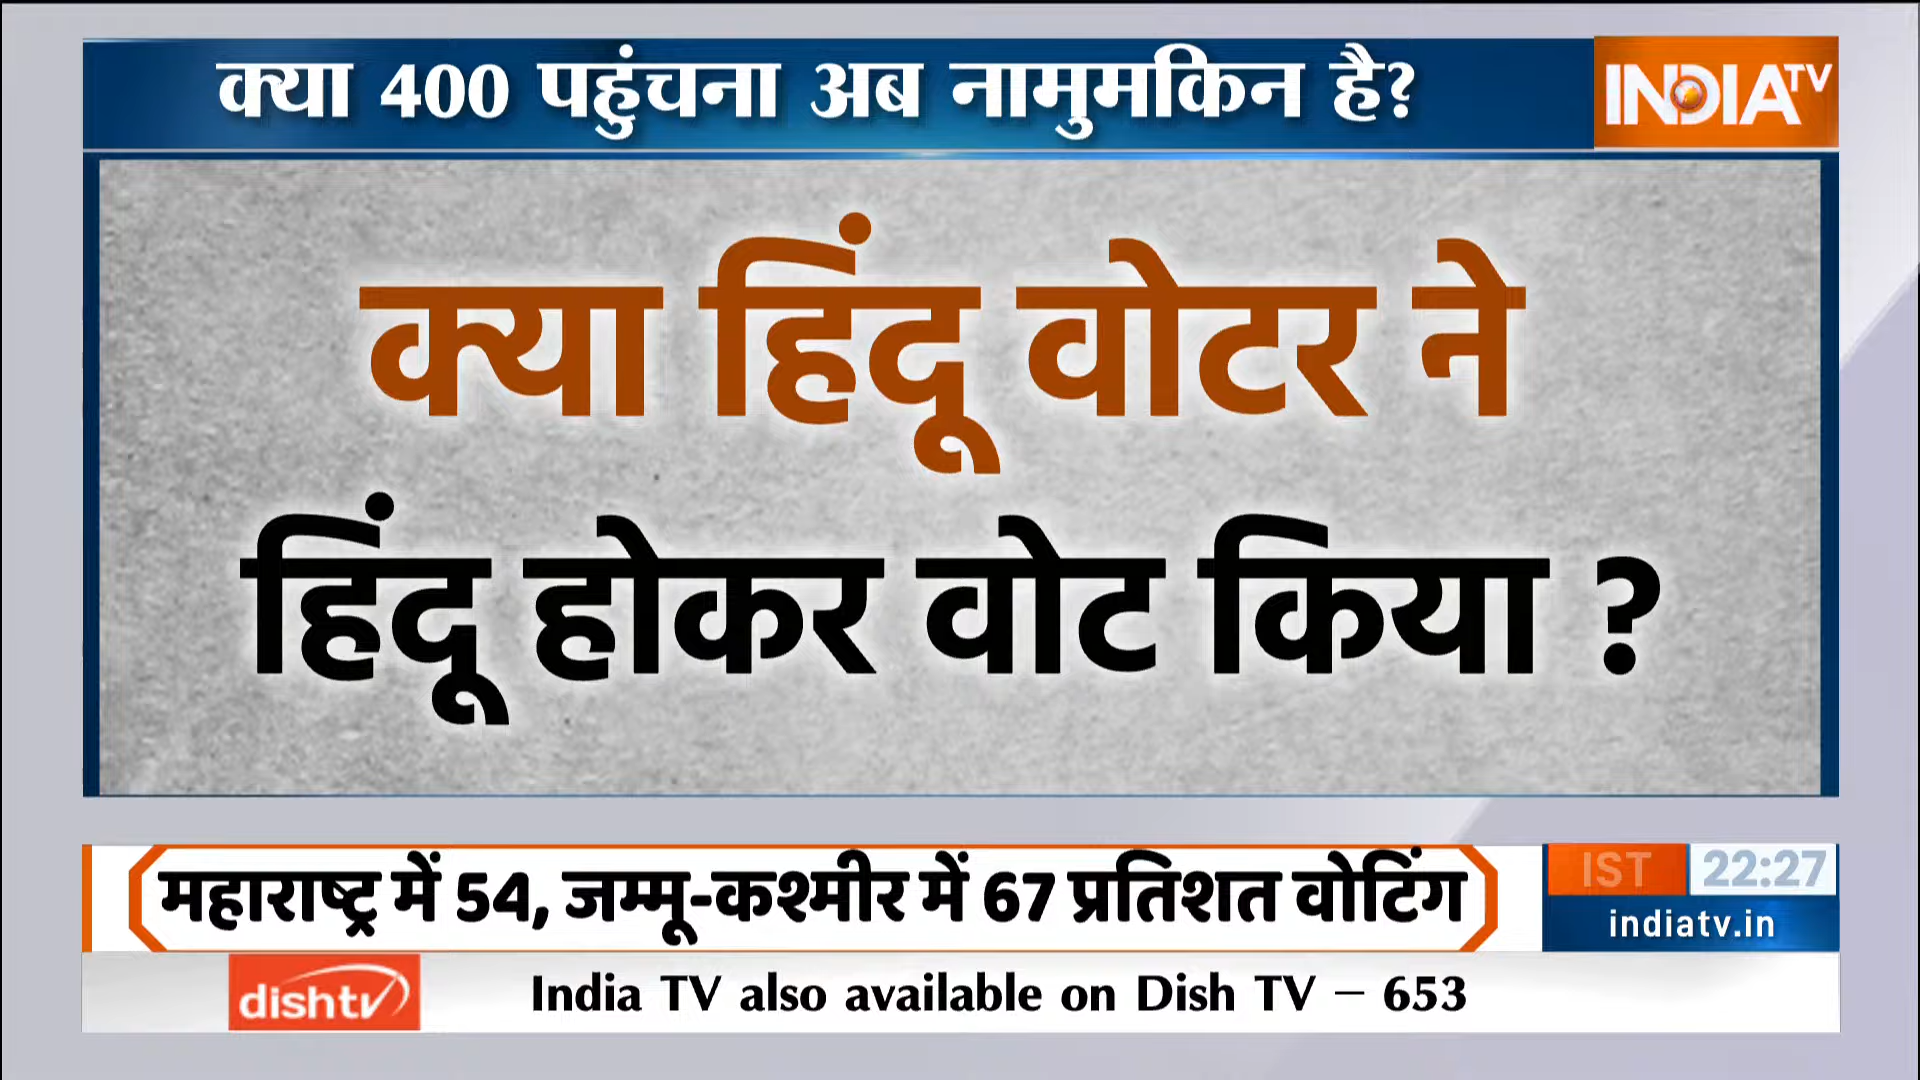 क्या 400 पहुंचना अब नामुमकिन है?
INDIA TV
क्या हिंदू वोटर ने
हिंदू होकर वोट किया ?
महाराष्ट्र में 54, जम्मू-कश्मीर में 67 प्रतिशत वोटिंग
IST 22:27
indiatv.in
dishtv
India TV also available on Dish TV – 653